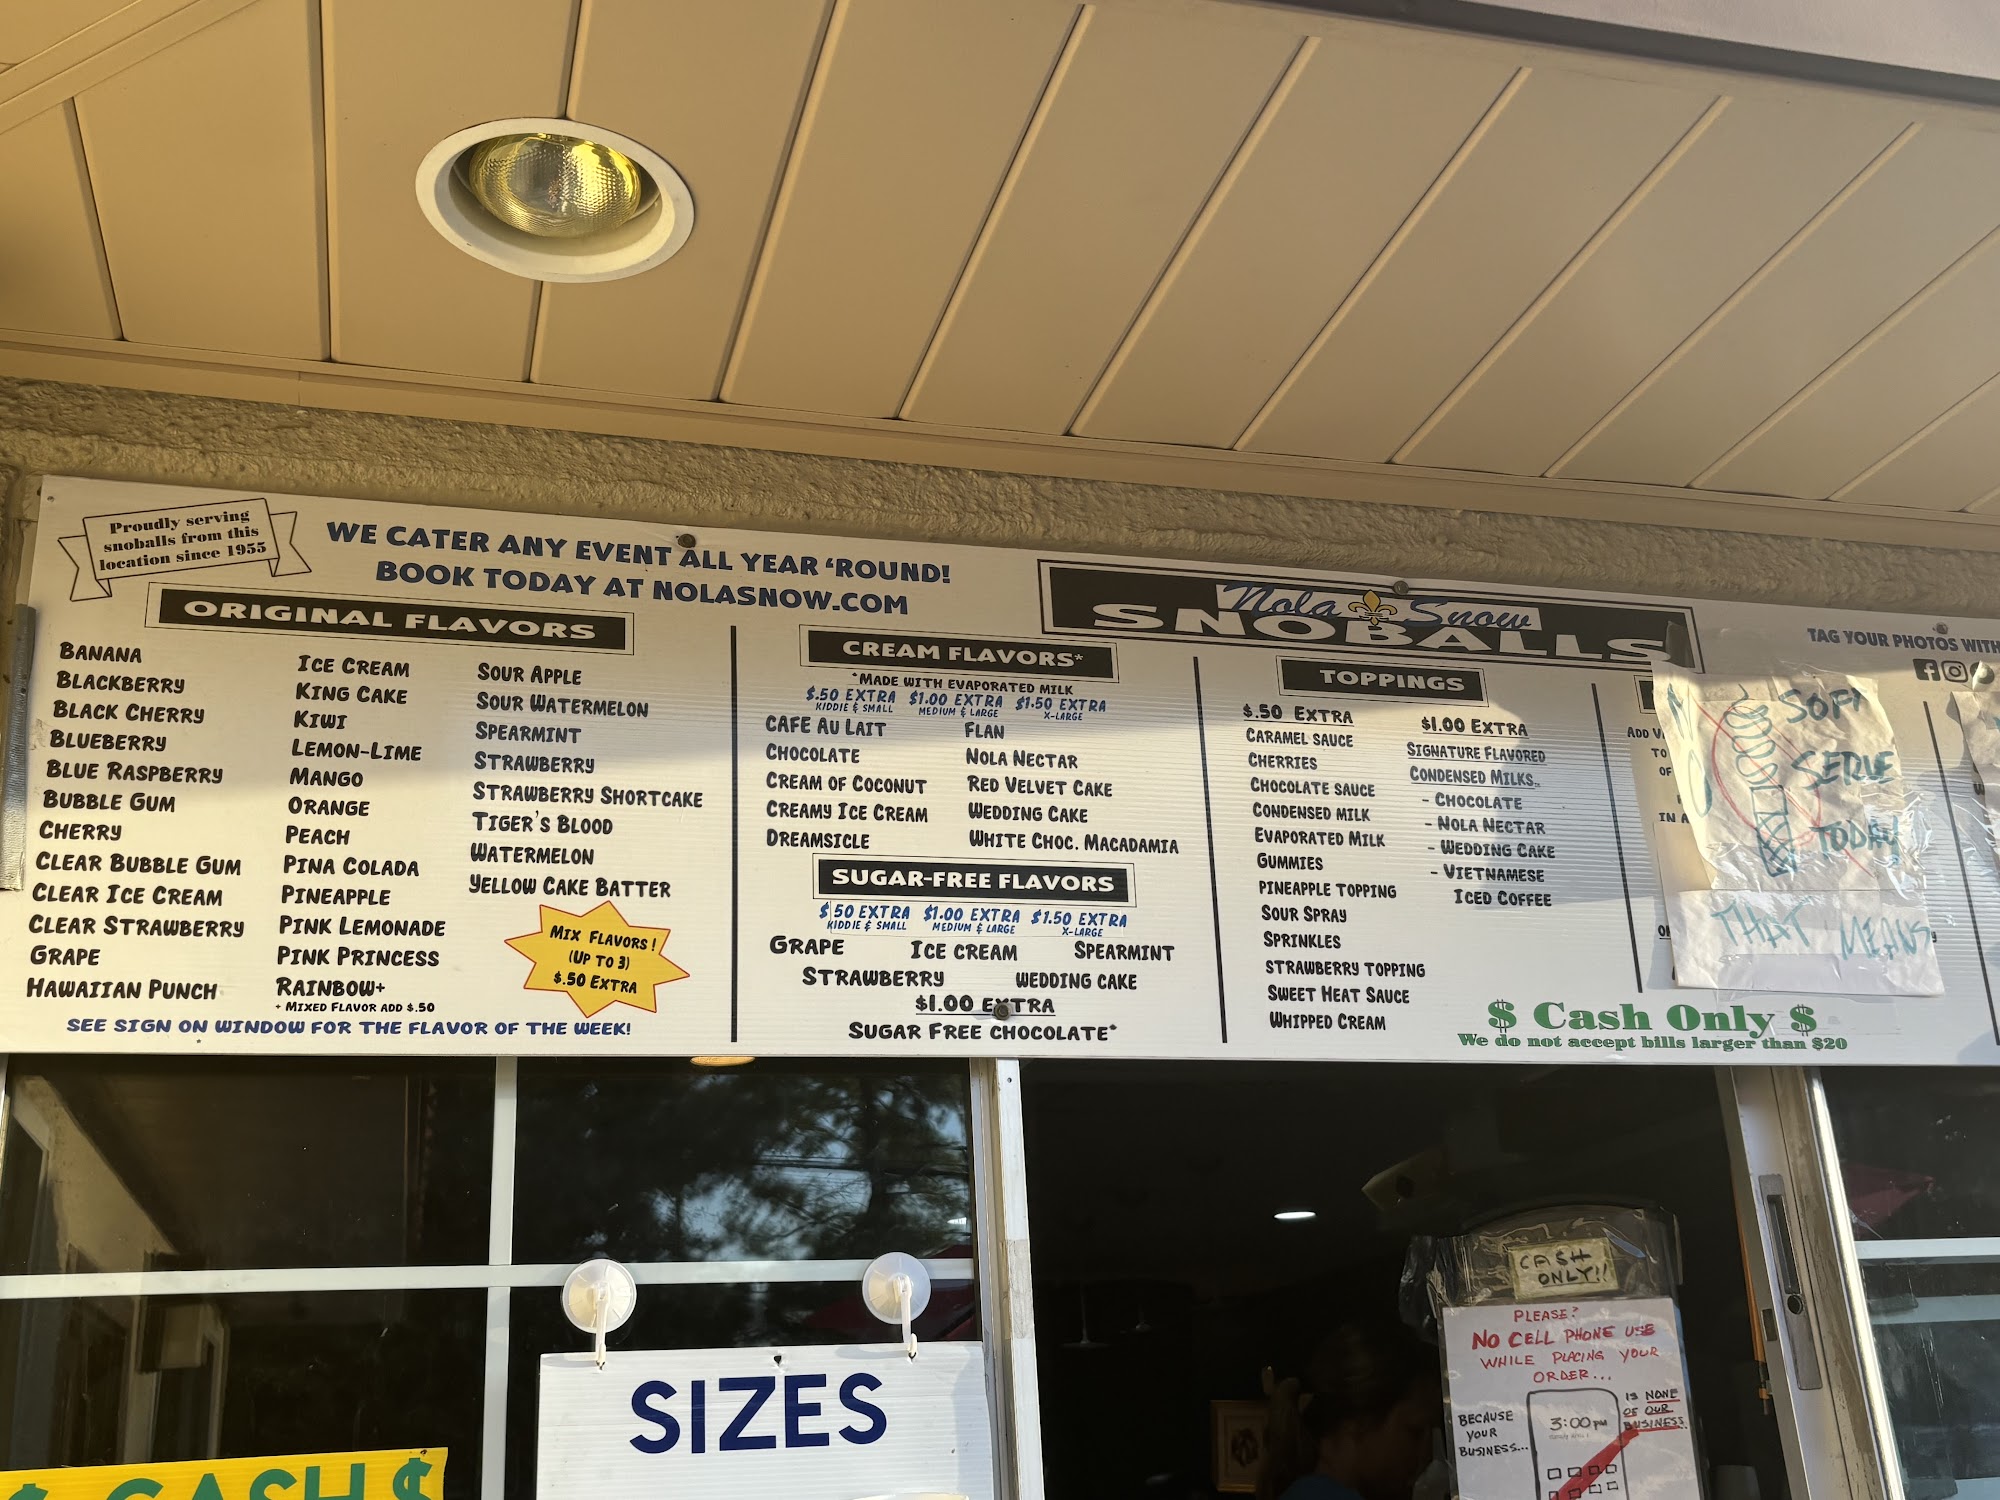 Proudly serving
snoballs from this
location since 1955
WE CATER ANY EVENT ALL YEAR 'ROUND!
BOOK TODAY AT NOLASNOW.COM
Nola Snow
SNOBALLS
TAG YOUR PHOTOS WITH
ORIGINAL FLAVORS
BANANA
BLACKBERRY
BLACK CHERRY
BLUEBERRY
BLUE RASPBERRY
BUBBLE GUM
CHERRY
CLEAR BUBBLE GUM
CLEAR ICE CREAM
CLEAR STRAWBERRY
GRAPE
HAWAIIAN PUNCH
ICE CREAM
KING CAKE
KIWI
LEMON-LIME
MANGO
ORANGE
PEACH
PINA COLADA
PINEAPPLE
PINK LEMONADE
PINK PRINCESS
RAINBOW+
+ MIXED FLAVOR ADD $.50
SOUR APPLE
SOUR WATERMELON
SPEARMINT
STRAWBERRY
STRAWBERRY SHORTCAKE
TIGER'S BLOOD
WATERMELON
YELLOW CAKE BATTER
MIX FLAVORS!
(UP TO 3)
$.50 EXTRA
SEE SIGN ON WINDOW FOR THE FLAVOR OF THE WEEK!
CREAM FLAVORS*
*MADE WITH EVAPORATED MILK
$.50 EXTRA $1.00 EXTRA $1.50 EXTRA
KIDDIE & SMALL MEDIUM & LARGE X-LARGE
CAFE AU LAIT
CHOCOLATE
CREAM OF COCONUT
CREAMY ICE CREAM
DREAMSICLE
FLAN
NOLA NECTAR
RED VELVET CAKE
WEDDING CAKE
WHITE CHOC. MACADAMIA
SUGAR-FREE FLAVORS
$.50 EXTRA $1.00 EXTRA $1.50 EXTRA
KIDDIE & SMALL MEDIUM & LARGE X-LARGE
GRAPE ICE CREAM SPEARMINT
STRAWBERRY WEDDING CAKE
$1.00 EXTRA
SUGAR FREE CHOCOLATE*
TOPPINGS
$.50 EXTRA
CARAMEL SAUCE
CHERRIES
CHOCOLATE SAUCE
CONDENSED MILK
EVAPORATED MILK
GUMMIES
PINEAPPLE TOPPING
SOUR SPRAY
SPRINKLES
STRAWBERRY TOPPING
SWEET HEAT SAUCE
WHIPPED CREAM
$1.00 EXTRA
SIGNATURE FLAVORED
CONDENSED MILKS
- CHOCOLATE
- NOLA NECTAR
- WEDDING CAKE
- VIETNAMESE
ICED COFFEE
ADD
TO
OF
IN A
NO
SOFT
SERVE
TODAY
THAT MEANS
$ Cash Only $
We do not accept bills larger than $20
SIZES
$ CASH $
CASH
ONLY!!
PLEASE?
NO CELL PHONE USE
WHILE PLACING YOUR
ORDER...
BECAUSE
YOUR
BUSINESS...
3:00 PM
IS NONE
OF OUR
BUSINESS.